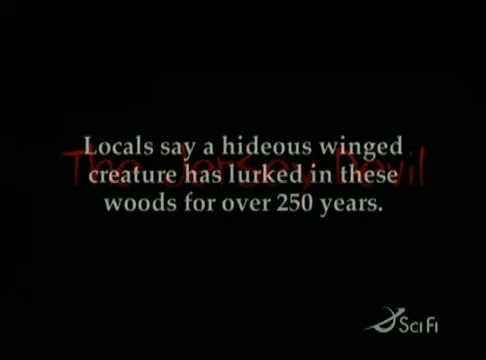 The Jersey Devil
Locals say a hideous winged
creature has lurked in these
woods for over 250 years.
SCI FI